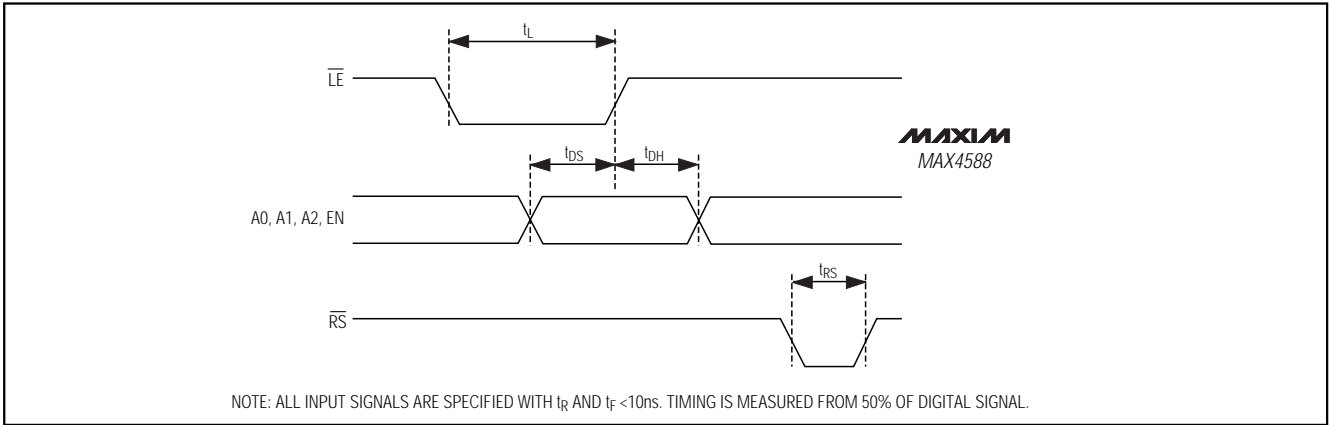 tL
LE
MAXIM
MAX4588
tDS
tDH
A0, A1, A2, EN
tRS
RS
NOTE: ALL INPUT SIGNALS ARE SPECIFIED WITH tR AND tF <10ns. TIMING IS MEASURED FROM 50% OF DIGITAL SIGNAL.